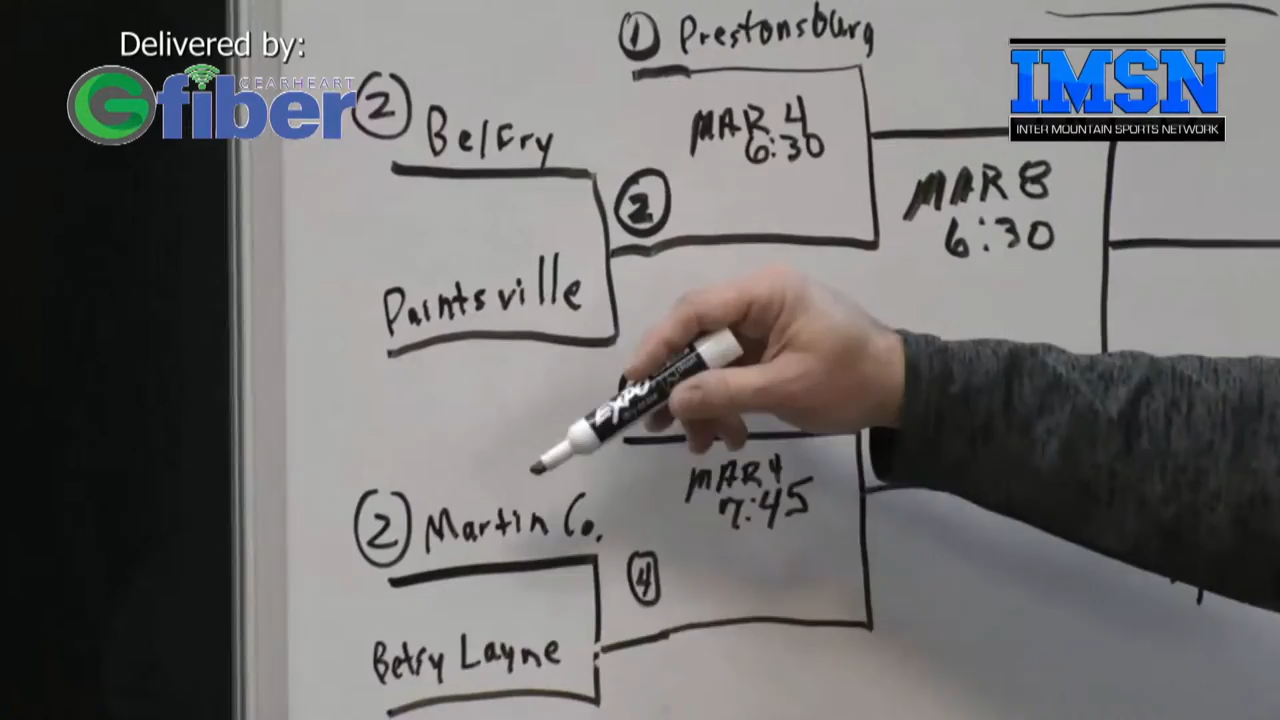 Delivered by:
GEARHEART
Gfiber
IMSN
INTER MOUNTAIN SPORTS NETWORK
① Prestonsburg
② Belfry
MAR 4
6:30
②
MAR 8
6:30
Paintsville
EXPO
MAR 4
7:45
② Martin Co.
④
Betsy Layne